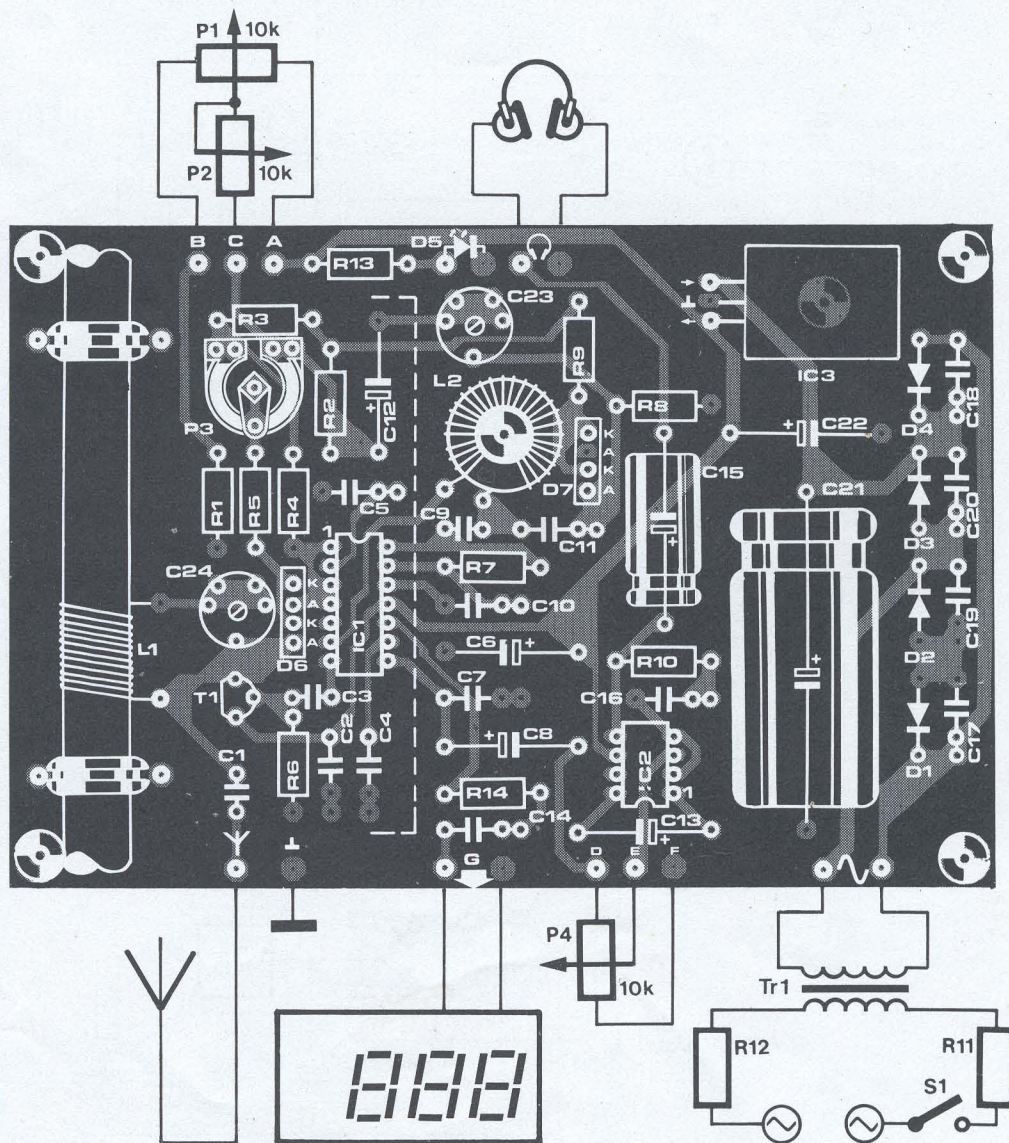 P1 10k
P2 10k
B C A
D5
R13
C23
R3
R9
L2
IC3
R2
C12
R8
C18
P3
C22
D4
K
A
K
A
D7
C15
C21
R1 R5 R4
C5
C9
C11
C20
D3
1
R7
C24
K
A
K
A
IC1
C10
C19
L1
C6
R10
D2
D6
T1
C3
C7
C16
C2 C4
C17
C1
R6
C8
IC2
D1
R14
1
C14
C13
G
D E F
P4
10k
Tr1
R12
R11
S1
888